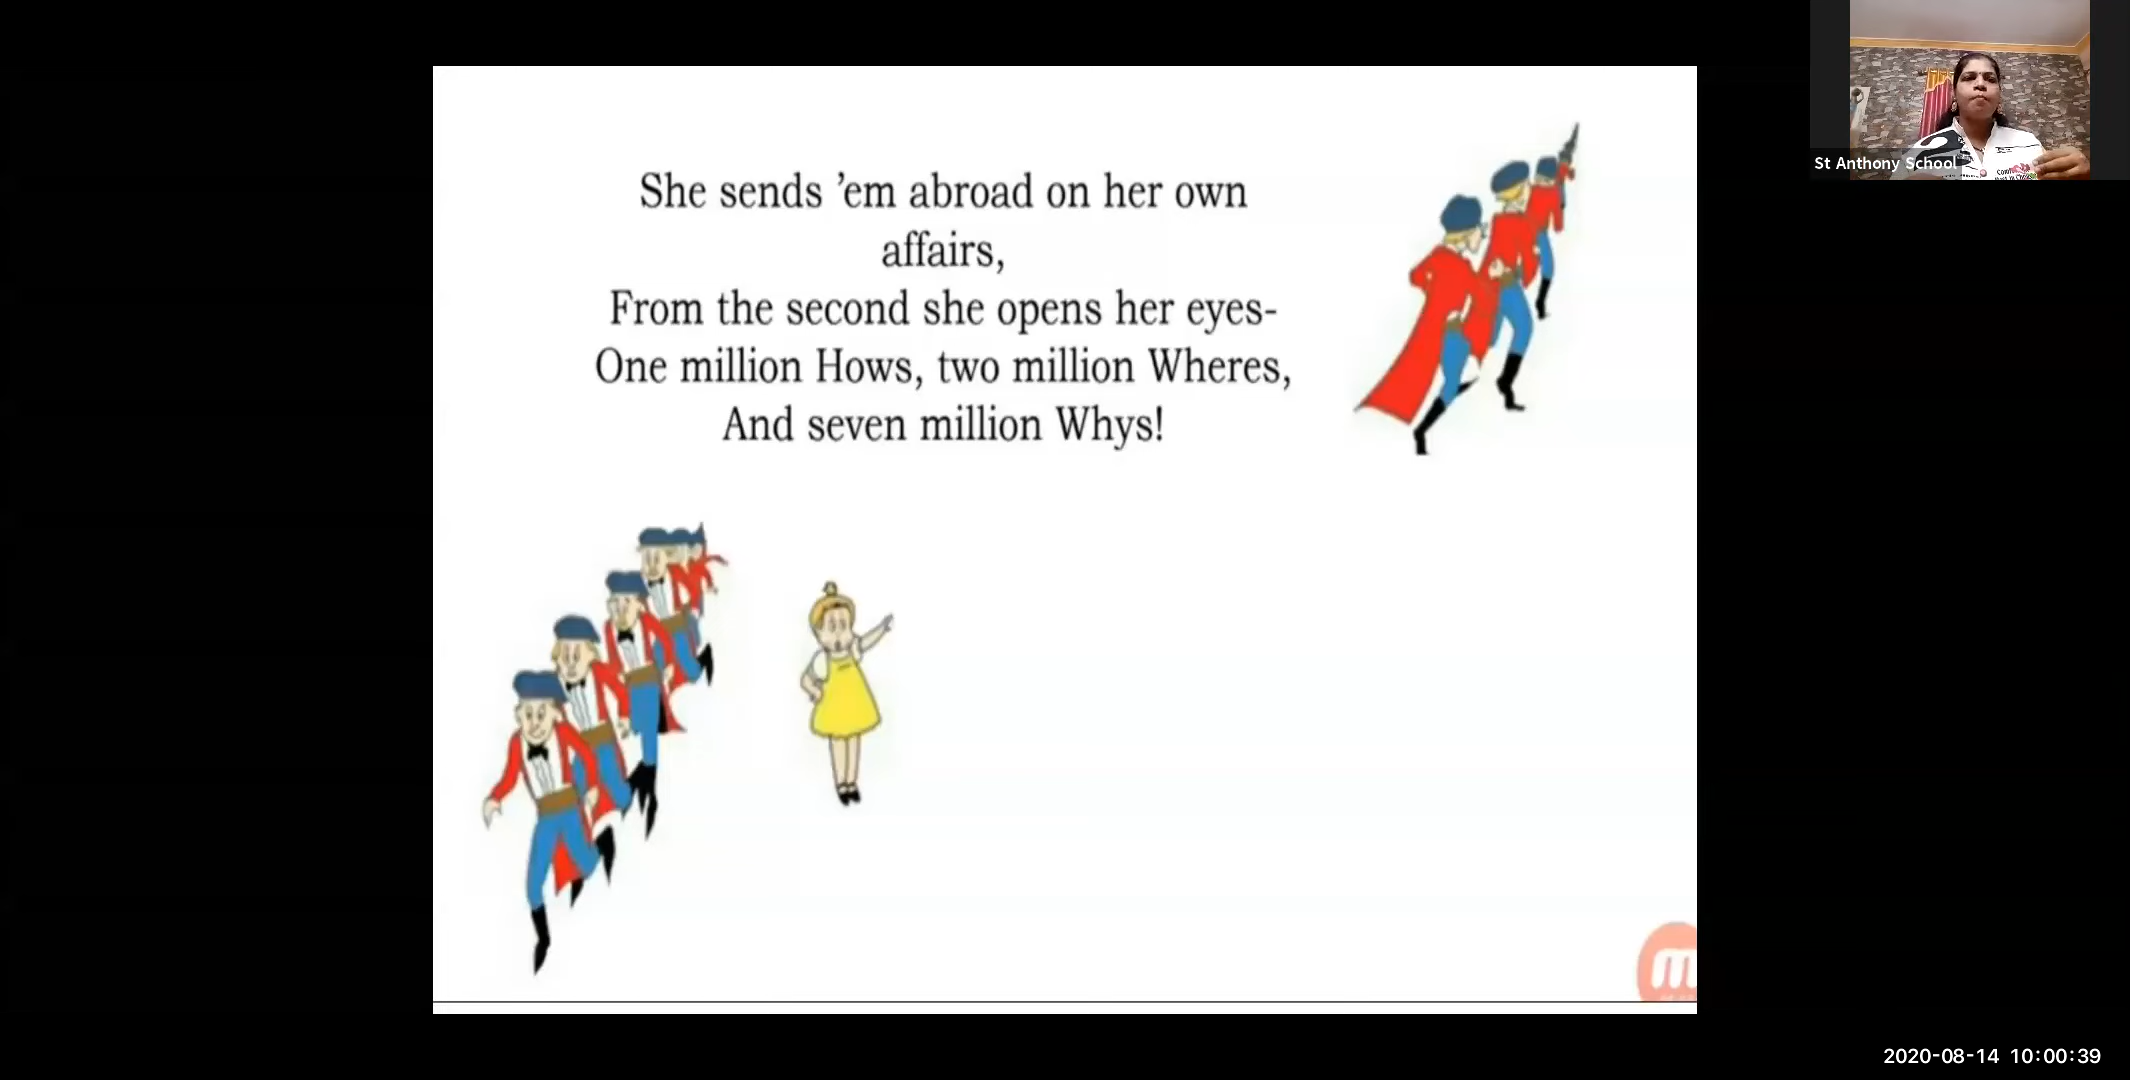 She sends ’em abroad on her own
affairs,
From the second she opens her eyes-
One million Hows, two million Wheres,
And seven million Whys!
St Anthony School
m
2020-08-14 10:00:39